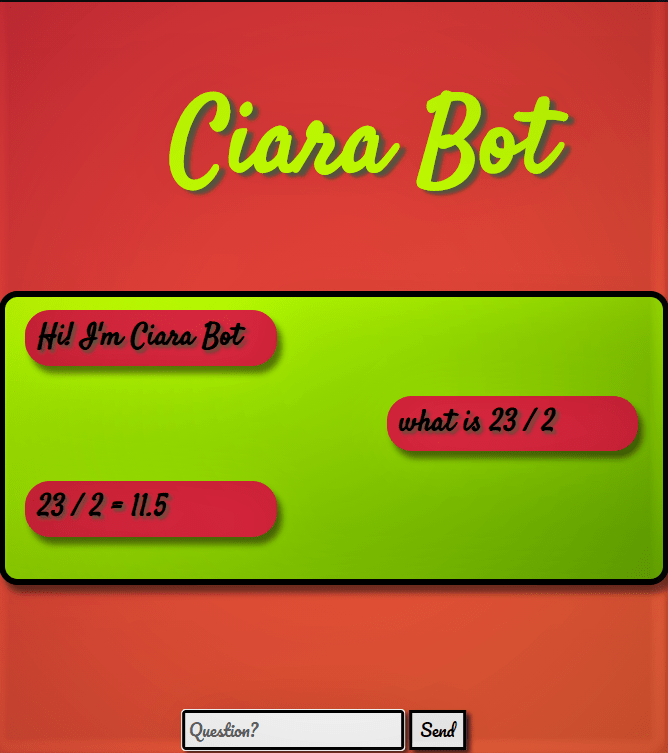 Ciara Bot
Hi! I'm Ciara Bot
what is 23 / 2
23 / 2 = 11.5
Question?
Send